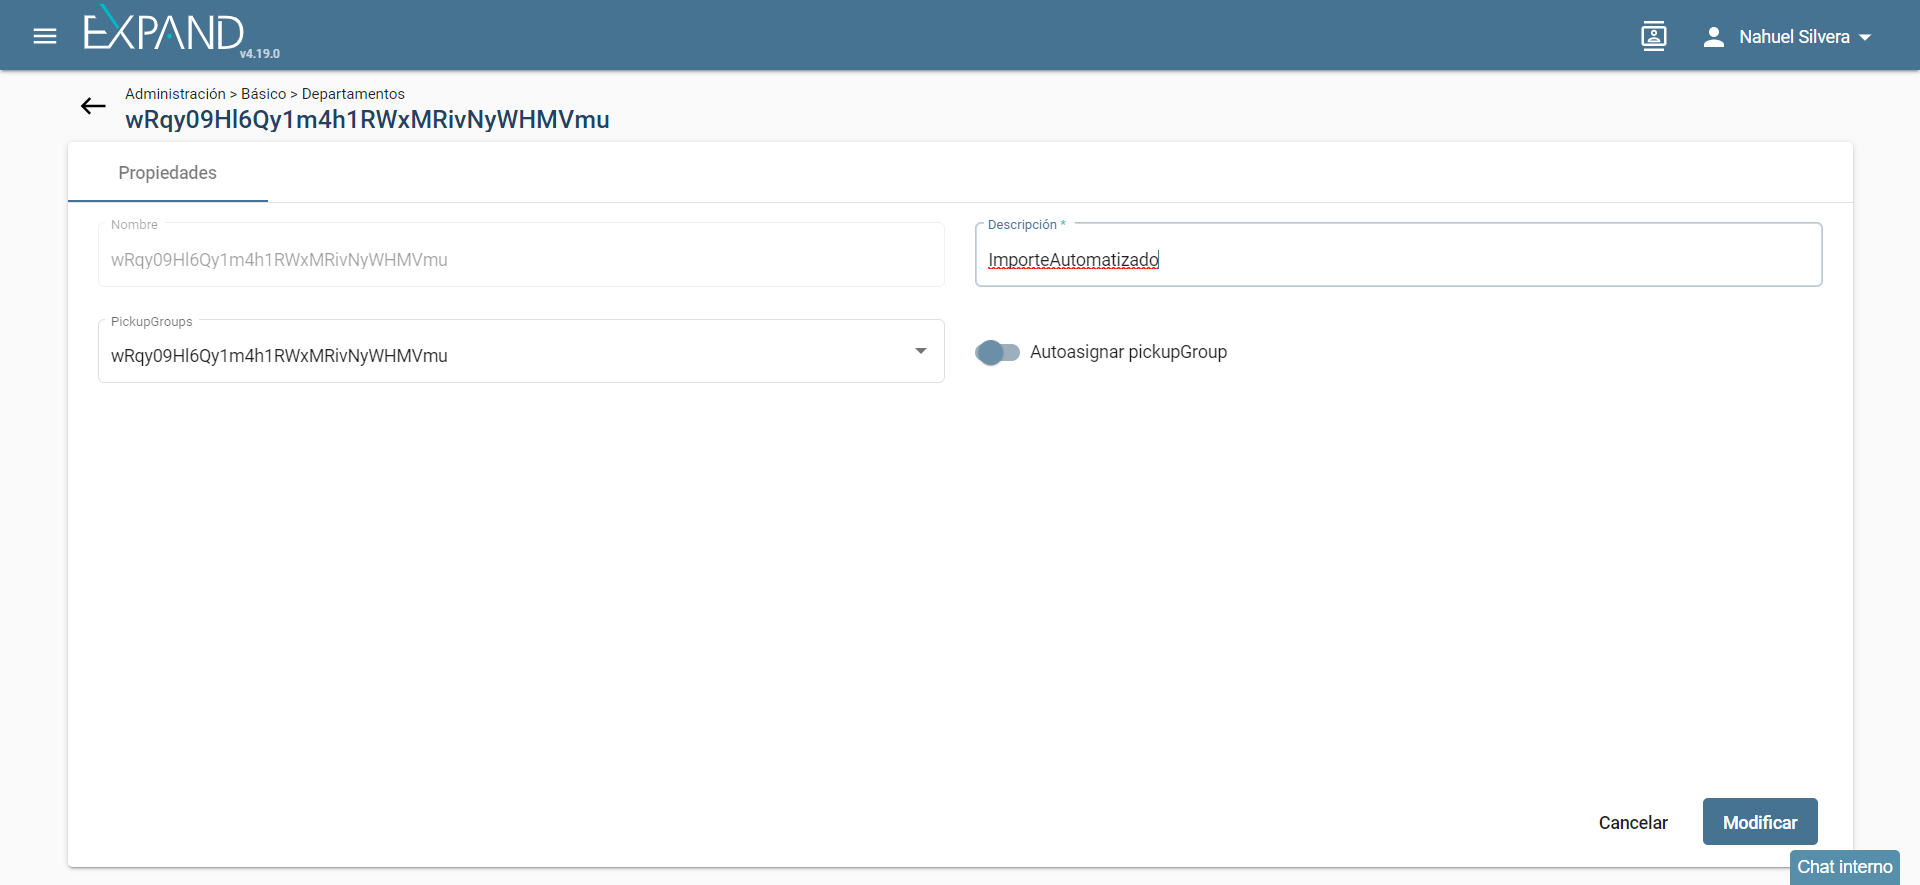 EXPAND
v4.19.0
Nahuel Silvera
Administración > Básico > Departamentos
wRqy09Hl6Qy1m4h1RWxMRivNyWHMVmu
Propiedades
Nombre
wRqy09Hl6Qy1m4h1RWxMRivNyWHMVmu
Descripción *
ImporteAutomatizado
PickupGroups
wRqy09Hl6Qy1m4h1RWxMRivNyWHMVmu
Autoasignar pickupGroup
Cancelar
Modificar
Chat interno